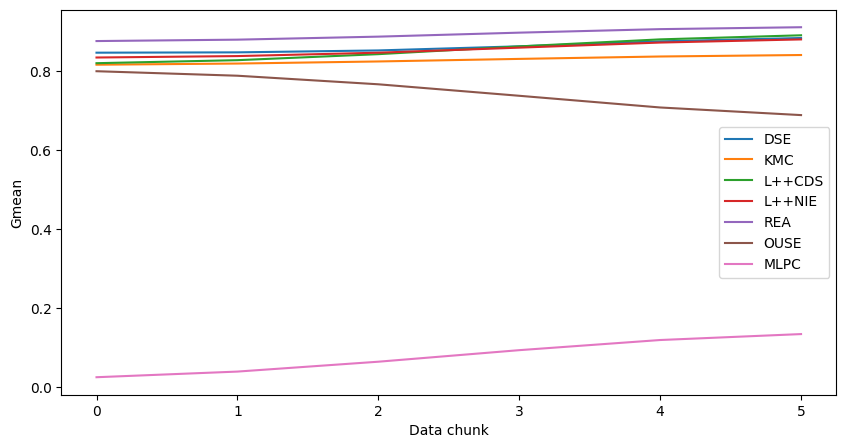 0.8
0.6
0.4
0.2
0.0
Gmean
DSE
KMC
L++CDS
L++NIE
REA
OUSE
MLPC
0 1 2 3 4 5
Data chunk